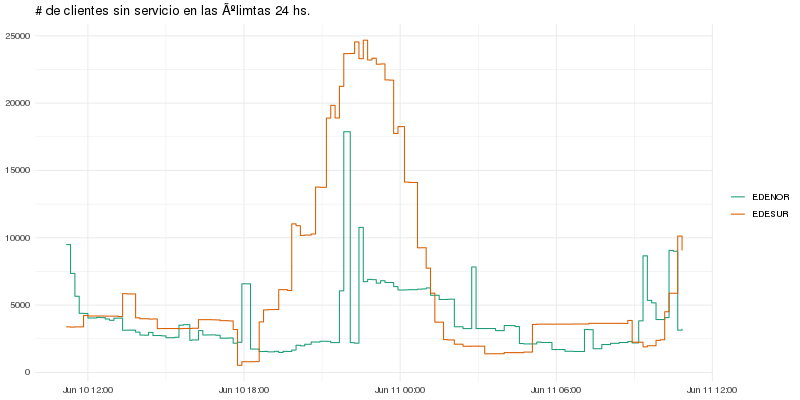 # de clientes sin servicio en las Ãºlimtas 24 hs.
25000
20000
15000
10000
5000
0
EDENOR
EDESUR
Jun 10 12:00
Jun 10 18:00
Jun 11 00:00
Jun 11 06:00
Jun 11 12:00